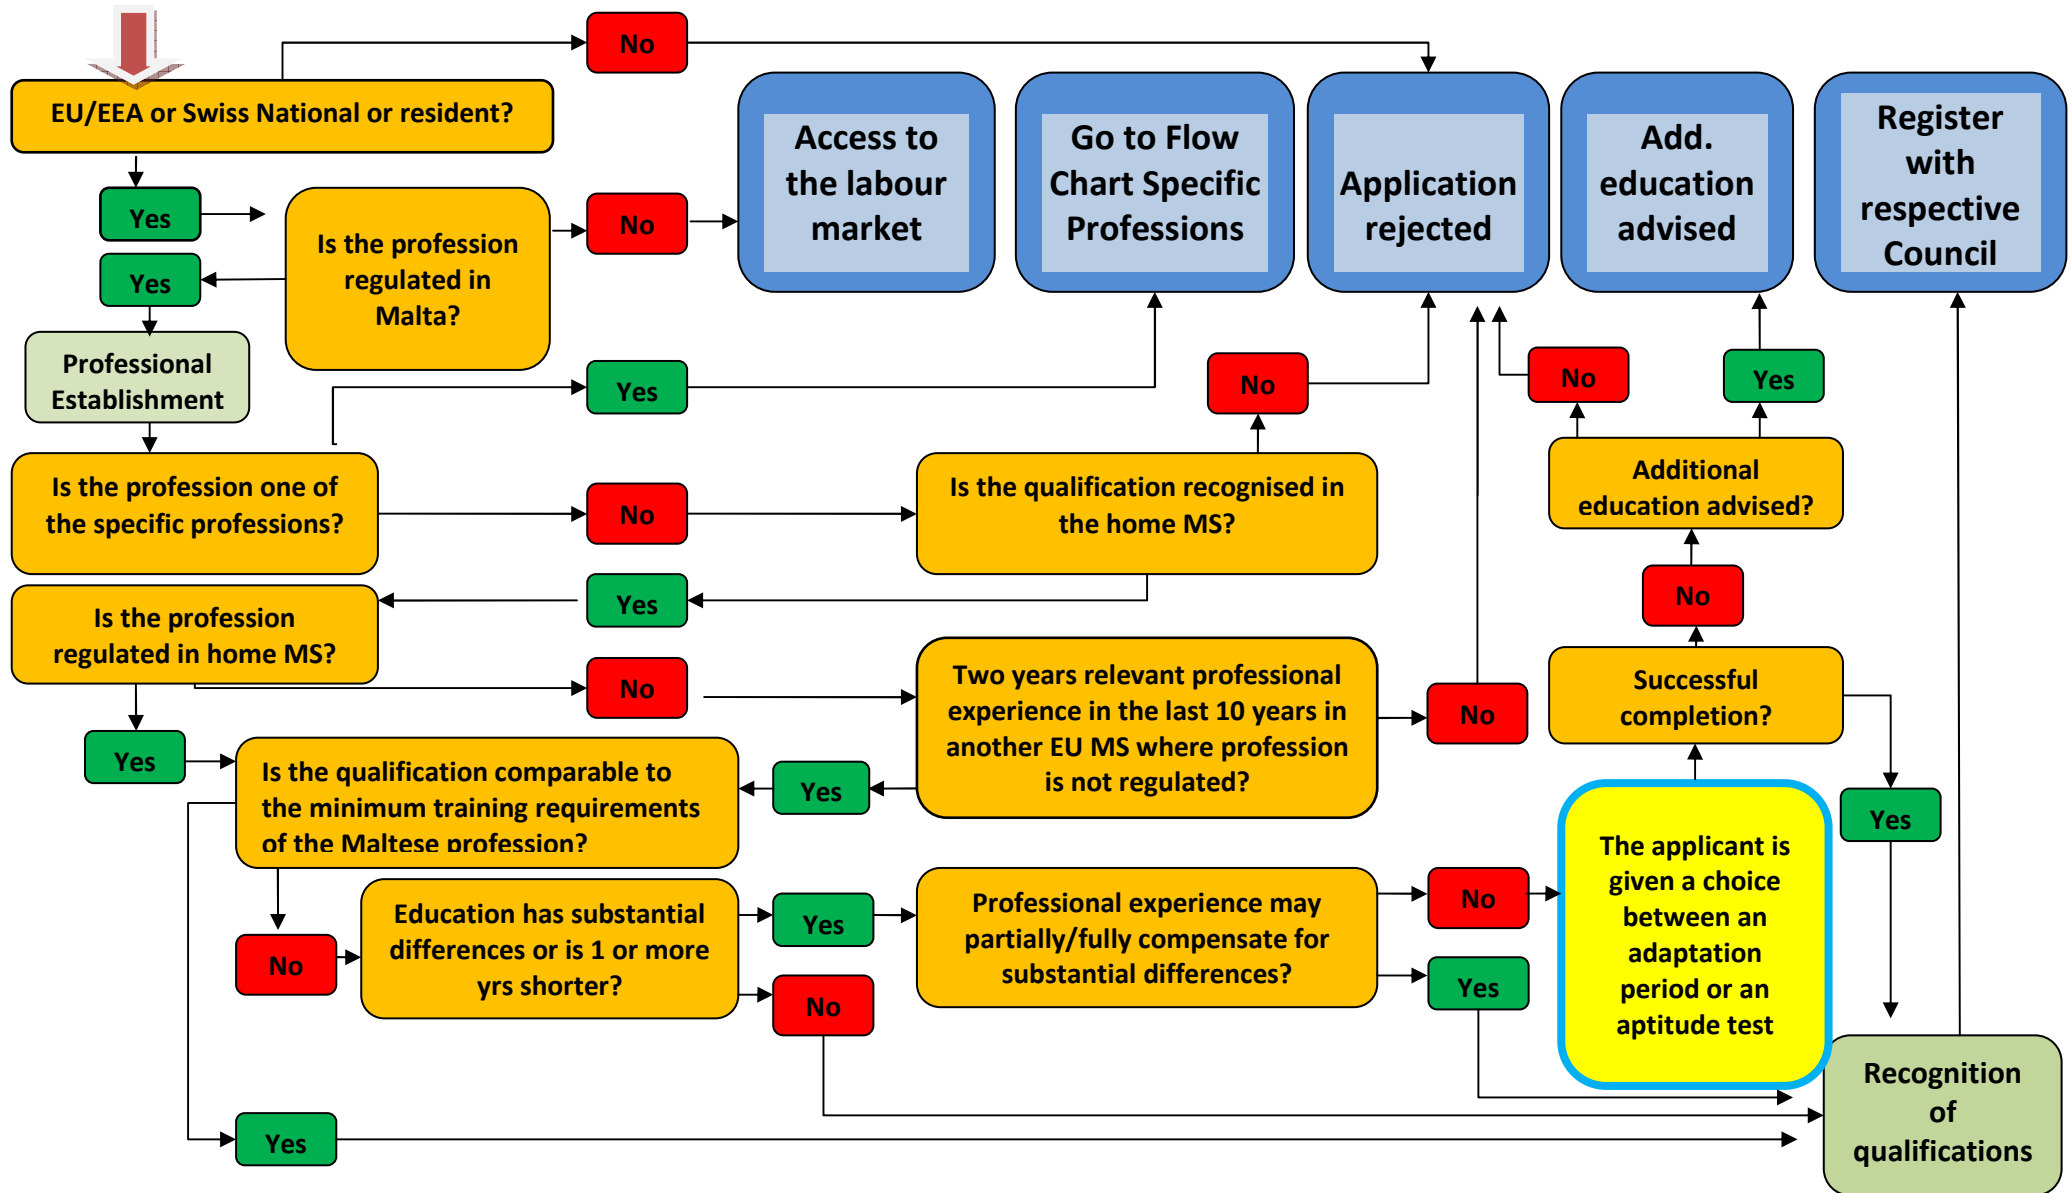 No
EU/EEA or Swiss National or resident?
Access to
the labour
market
Go to Flow
Chart Specific
Professions
Application
rejected
Add.
education
advised
Register
with
respective
Council
Yes
Is the profession
regulated in
Malta?
No
Yes
Professional
Establishment
Yes
No
No
Yes
Is the profession one of
the specific professions?
No
Is the qualification recognised in
the home MS?
Additional
education advised?
Is the profession
regulated in home MS?
Yes
No
No
Two years relevant professional
experience in the last 10 years in
another EU MS where profession
is not regulated?
No
Successful
completion?
Yes
Is the qualification comparable to
the minimum training requirements
of the Maltese profession?
Yes
Yes
The applicant is
given a choice
between an
adaptation
period or an
aptitude test
Education has substantial
differences or is 1 or more
yrs shorter?
Yes
Professional experience may
partially/fully compensate for
substantial differences?
No
No
No
Yes
Recognition
of
qualifications
Yes